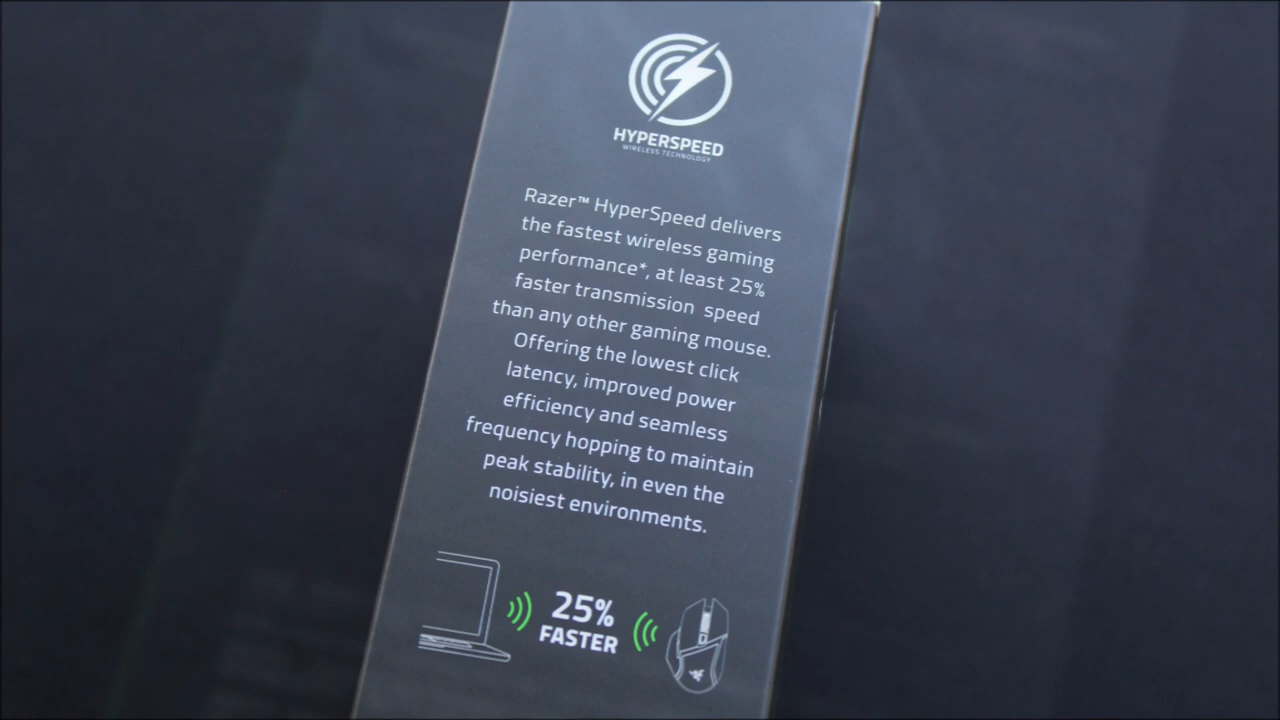 HYPERSPEED
WIRELESS TECHNOLOGY
Razer™ HyperSpeed delivers
the fastest wireless gaming
performance*, at least 25%
faster transmission speed
than any other gaming mouse.
Offering the lowest click
latency, improved power
efficiency and seamless
frequency hopping to maintain
peak stability, in even the
noisiest environments.
25%
FASTER